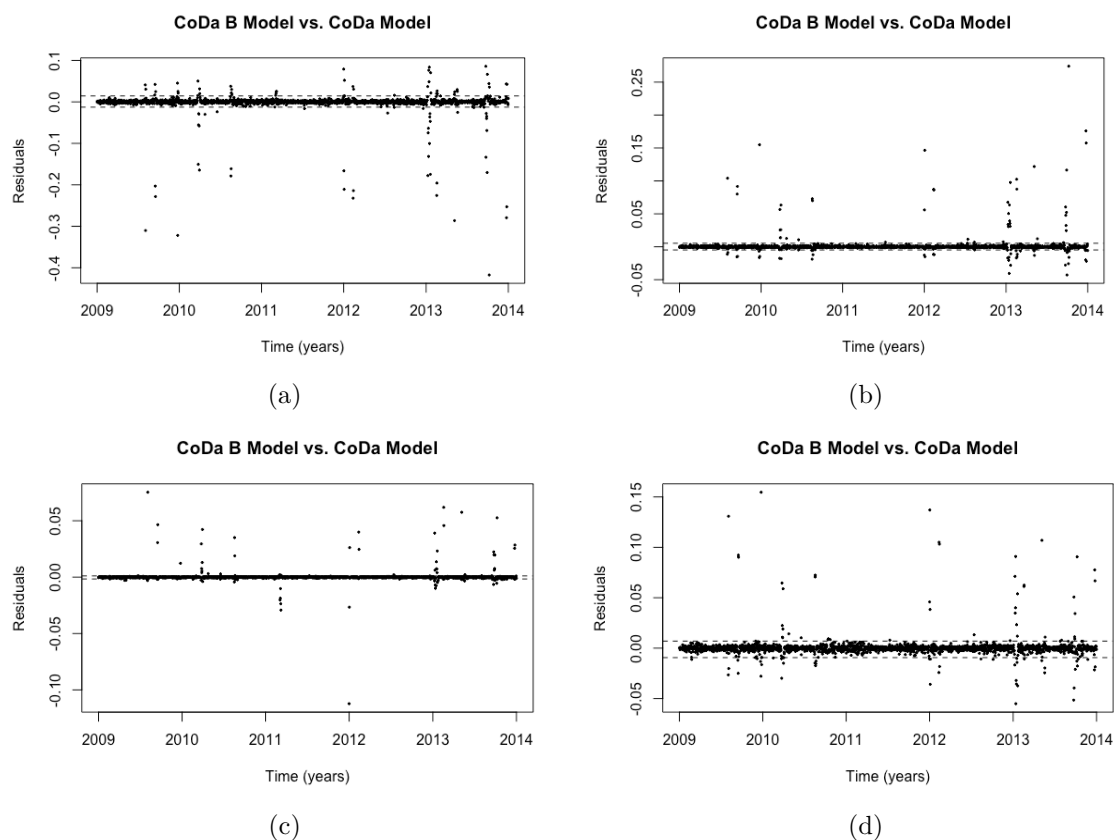 CoDa B Model vs. CoDa Model
Residuals
0.1
0.0
-0.1
-0.2
-0.3
-0.4
2009 2010 2011 2012 2013 2014
Time (years)
(a)
CoDa B Model vs. CoDa Model
Residuals
0.25
0.15
0.05
-0.05
2009 2010 2011 2012 2013 2014
Time (years)
(b)
CoDa B Model vs. CoDa Model
Residuals
0.05
0.00
-0.05
-0.10
2009 2010 2011 2012 2013 2014
Time (years)
(c)
CoDa B Model vs. CoDa Model
Residuals
0.15
0.10
0.05
0.00
-0.05
2009 2010 2011 2012 2013 2014
Time (years)
(d)